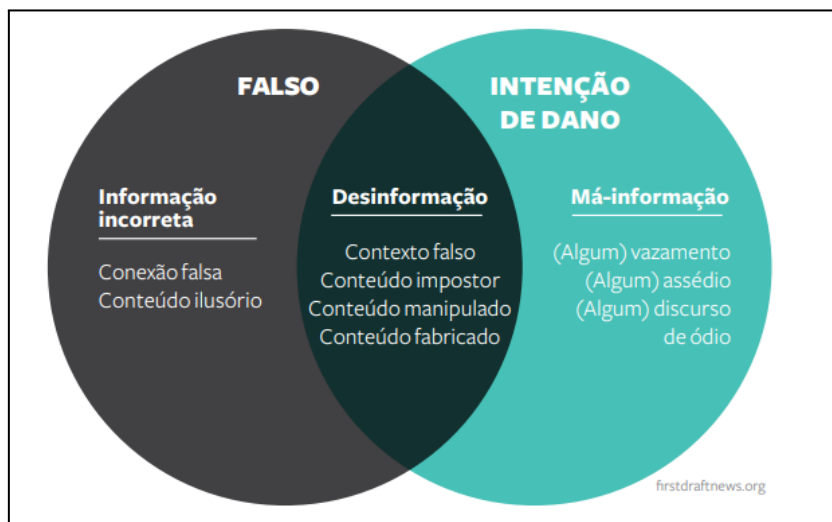 FALSO
INTENÇÃO
DE DANO
Informação
incorreta
Conexão falsa
Conteúdo ilusório
Desinformação
Contexto falso
Conteúdo impostor
Conteúdo manipulado
Conteúdo fabricado
Má-informação
(Algum) vazamento
(Algum) assédio
(Algum) discurso
de ódio
firstdraftnews.org